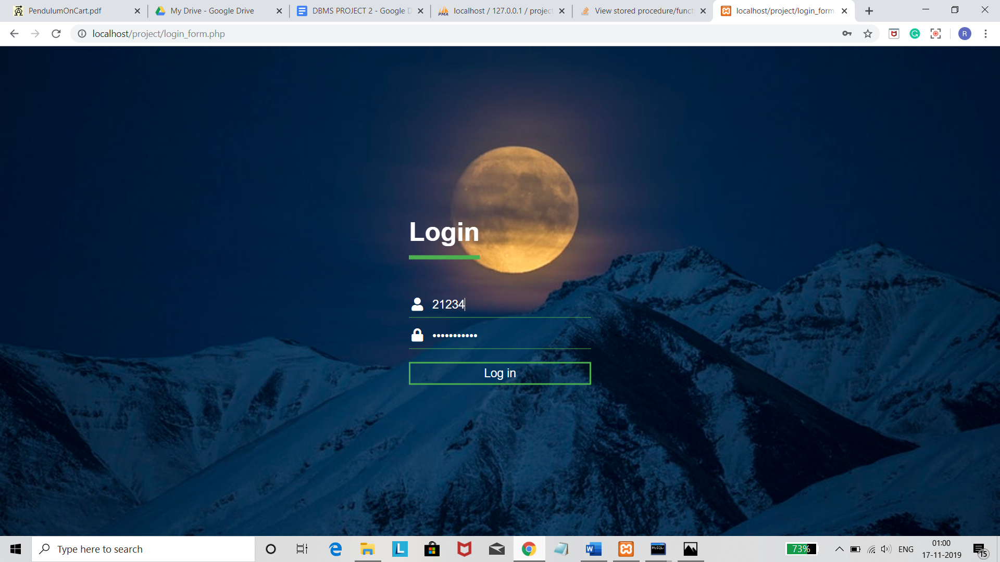 PendulumOnCart.pdf
My Drive - Google Drive
DBMS PROJECT 2 - Google D
PMA
localhost / 127.0.0.1 / project
View stored procedure/funct
localhost/project/login_form
localhost/project/login_form.php
R
Login
21234
•••••••••••
Log in
Type here to search
L
MySQL
73%
ENG
01:00
17-11-2019
15